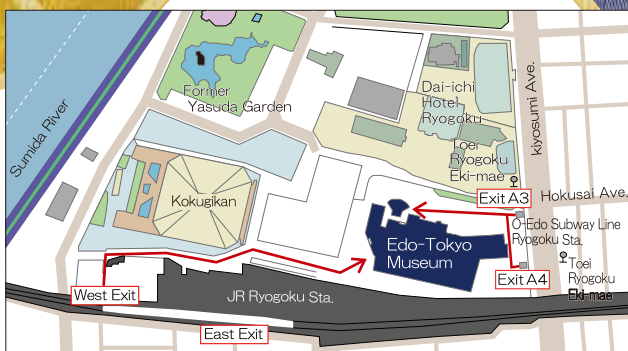 Former
Yasuda Garden
Sumida River
Dai-ichi
Hotel
Ryogoku
kiyosumi Ave.
Toei
Ryogoku
Eki-mae
Kokugikan
Exit A3
Hokusai Ave.
O-Edo Subway Line
Ryogoku Sta.
Edo-Tokyo
Museum
Exit A4
Toei
Ryogoku
Eki-mae
West Exit
JR Ryogoku Sta.
East Exit